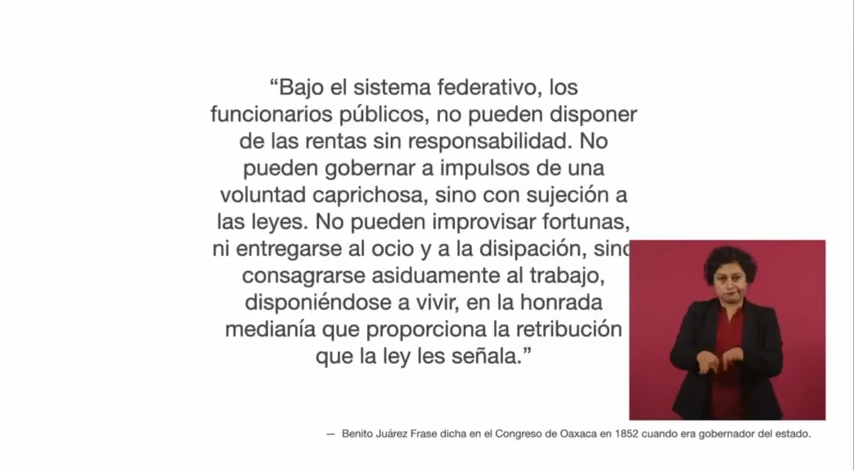 “Bajo el sistema federativo, los
funcionarios públicos, no pueden disponer
de las rentas sin responsabilidad. No
pueden gobernar a impulsos de una
voluntad caprichosa, sino con sujeción a
las leyes. No pueden improvisar fortunas,
ni entregarse al ocio y a la disipación, sino
consagrarse asiduamente al trabajo,
disponiéndose a vivir, en la honrada
medianía que proporciona la retribución
que la ley les señala.”
— Benito Juárez Frase dicha en el Congreso de Oaxaca en 1852 cuando era gobernador del estado.